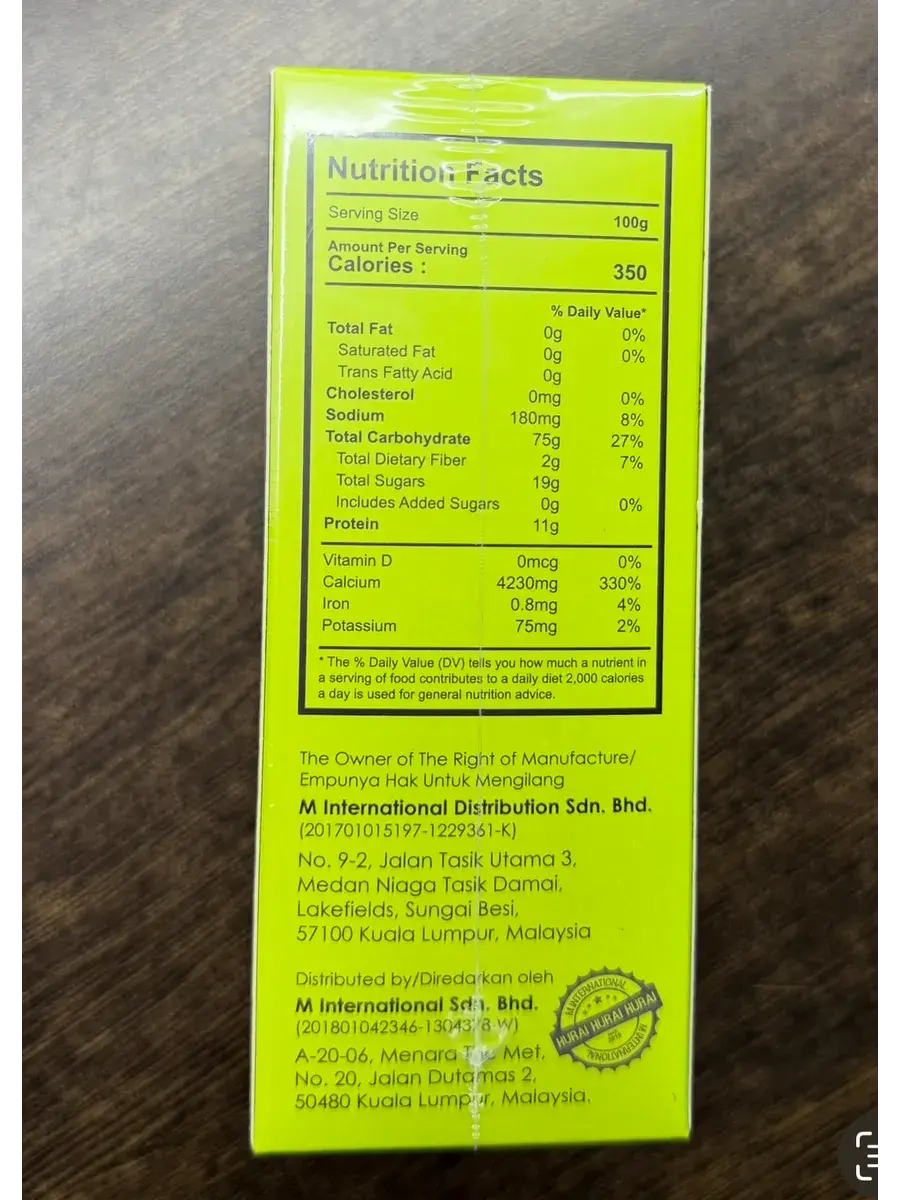 Nutrition Facts
Serving Size 100g
Amount Per Serving
Calories : 350
% Daily Value*
Total Fat 0g 0%
Saturated Fat 0g 0%
Trans Fatty Acid 0g
Cholesterol 0mg 0%
Sodium 180mg 8%
Total Carbohydrate 75g 27%
Total Dietary Fiber 2g 7%
Total Sugars 19g
Includes Added Sugars 0g 0%
Protein 11g
Vitamin D 0mcg 0%
Calcium 4230mg 330%
Iron 0.8mg 4%
Potassium 75mg 2%
* The % Daily Value (DV) tells you how much a nutrient in
a serving of food contributes to a daily diet 2,000 calories
a day is used for general nutrition advice.
The Owner of The Right of Manufacture/
Empunya Hak Untuk Mengilang
M International Distribution Sdn. Bhd.
(201701015197-1229361-K)
No. 9-2, Jalan Tasik Utama 3,
Medan Niaga Tasik Damai,
Lakefields, Sungai Besi,
57100 Kuala Lumpur, Malaysia
Distributed by/Diredarkan oleh
M International Sdn. Bhd.
(201801042346-1304378-W)
A-20-06, Menara The Met,
No. 20, Jalan Dutamas 2,
50480 Kuala Lumpur, Malaysia.
M INTERNATIONAL
HURAI HURAI HURAI
M INTERNATIONAL